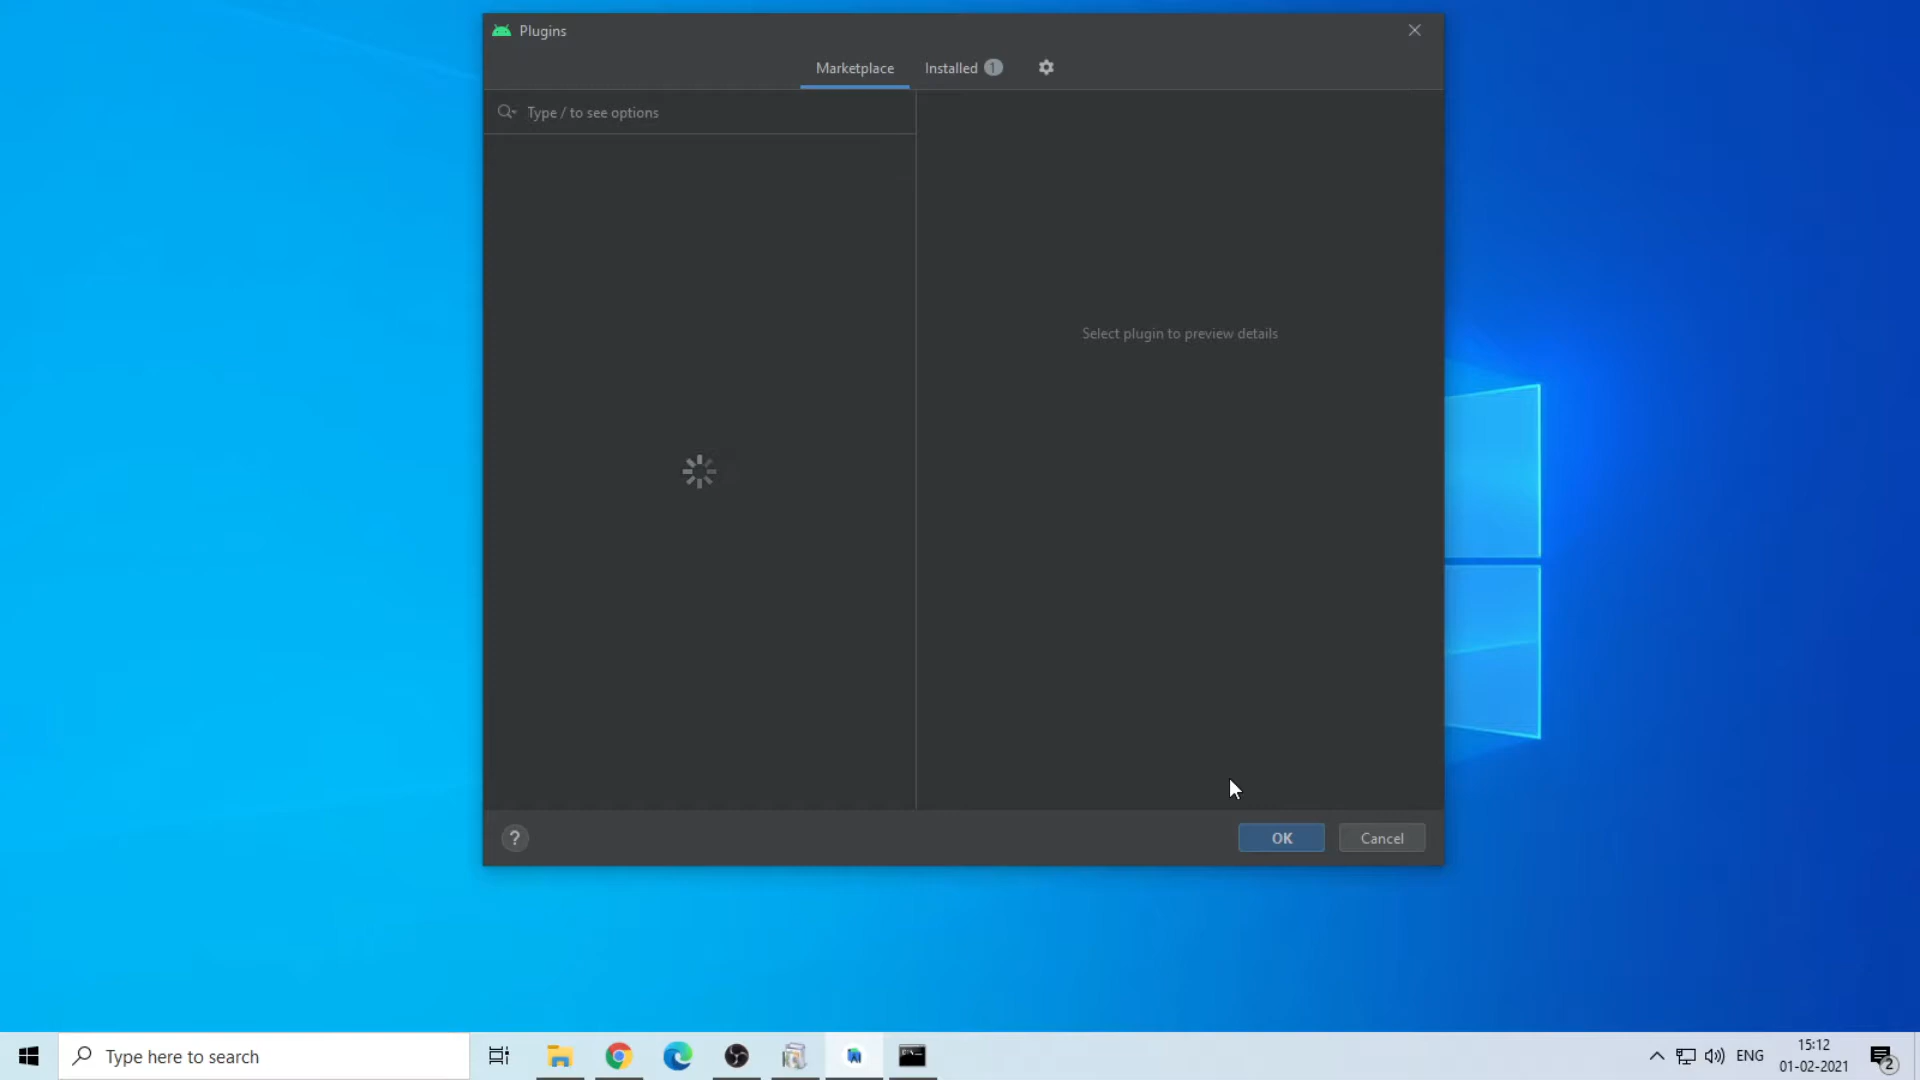 Plugins
Marketplace
Installed 1
Type / to see options
Select plugin to preview details
?
OK
Cancel
Type here to search
ENG
15:12
01-02-2021
2